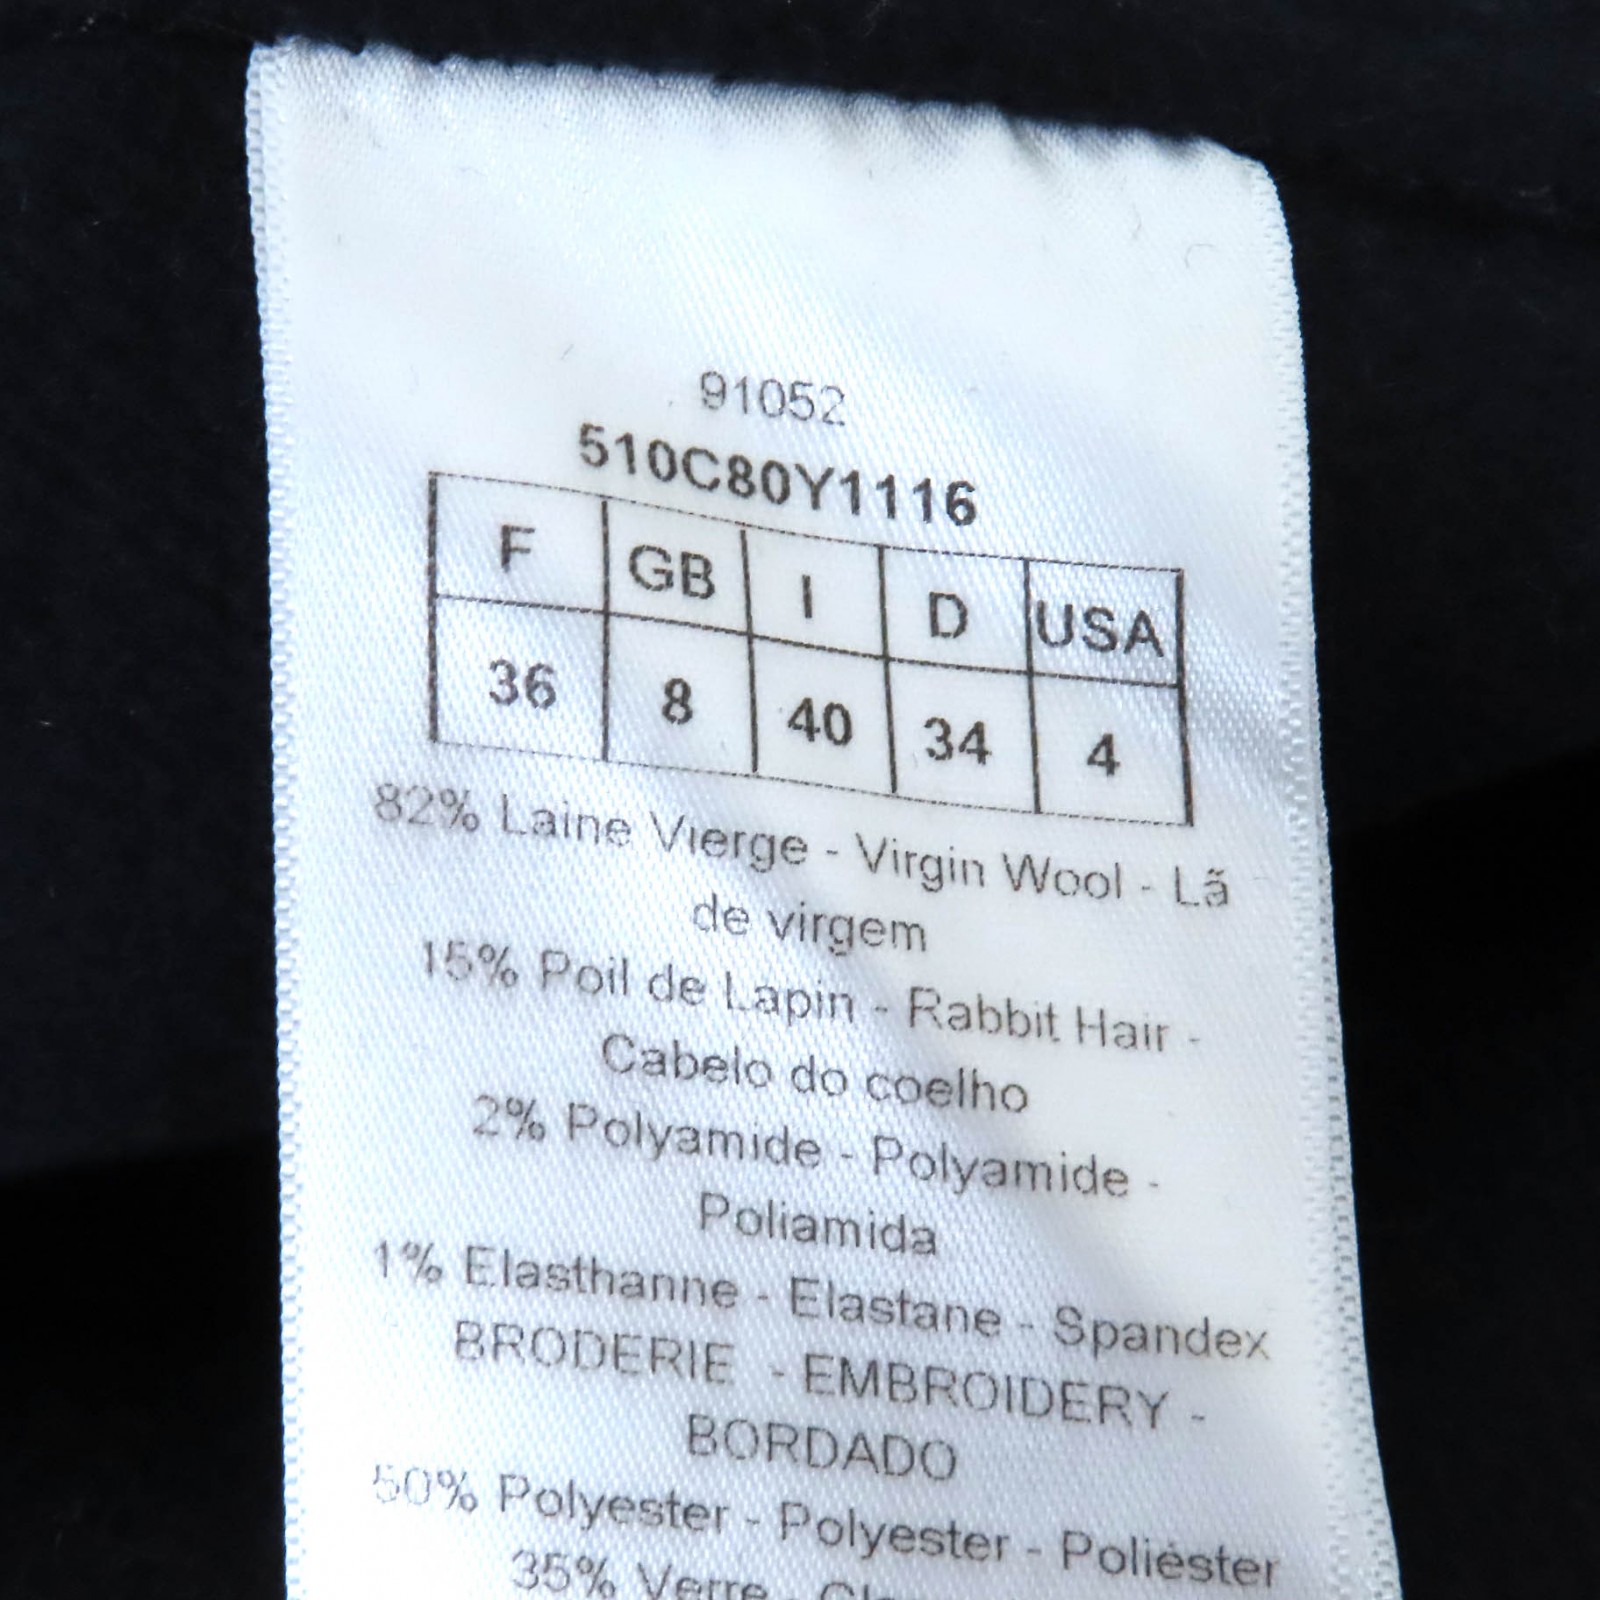 91052
510C80Y1116
F GB I D USA
36 8 40 34 4
82% Laine Vierge - Virgin Wool - Lã
de virgem
15% Poil de Lapin - Rabbit Hair -
Cabelo do coelho
2% Polyamide - Polyamide -
Poliamida
1% Elasthanne - Elastane - Spandex
BRODERIE - EMBROIDERY -
BORDADO
50% Polyester - Polyester - Poliéster
35% Verre -